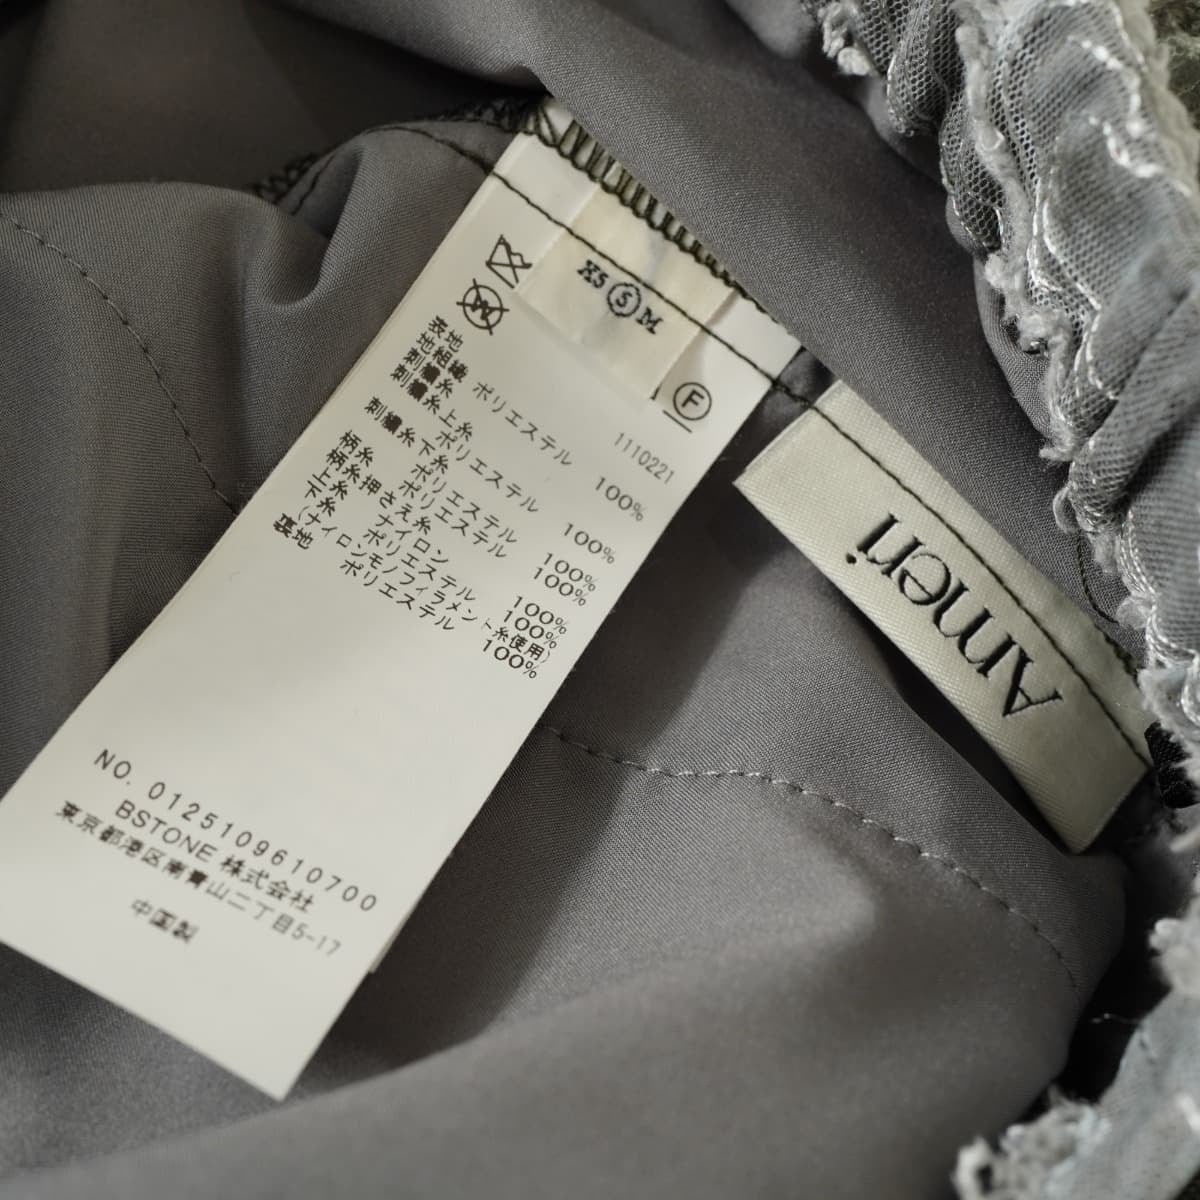 XS S M
F
1110221
表地
地組織 ポリエステル 100%
刺繍糸 ポリエステル 100%
刺繍糸上糸 ポリエステル 100%
刺繍糸下糸 ポリエステル 100%
柄糸 ナイロン 100%
柄糸押さえ糸 ポリエステル 100%
上糸
下糸
(ナイロンモノフィラメント糸使用)
裏地 ポリエステル 100%
NO. 0125109610700
BSTONE 株式会社
東京都港区南青山二丁目5-17
中国製
Ameri